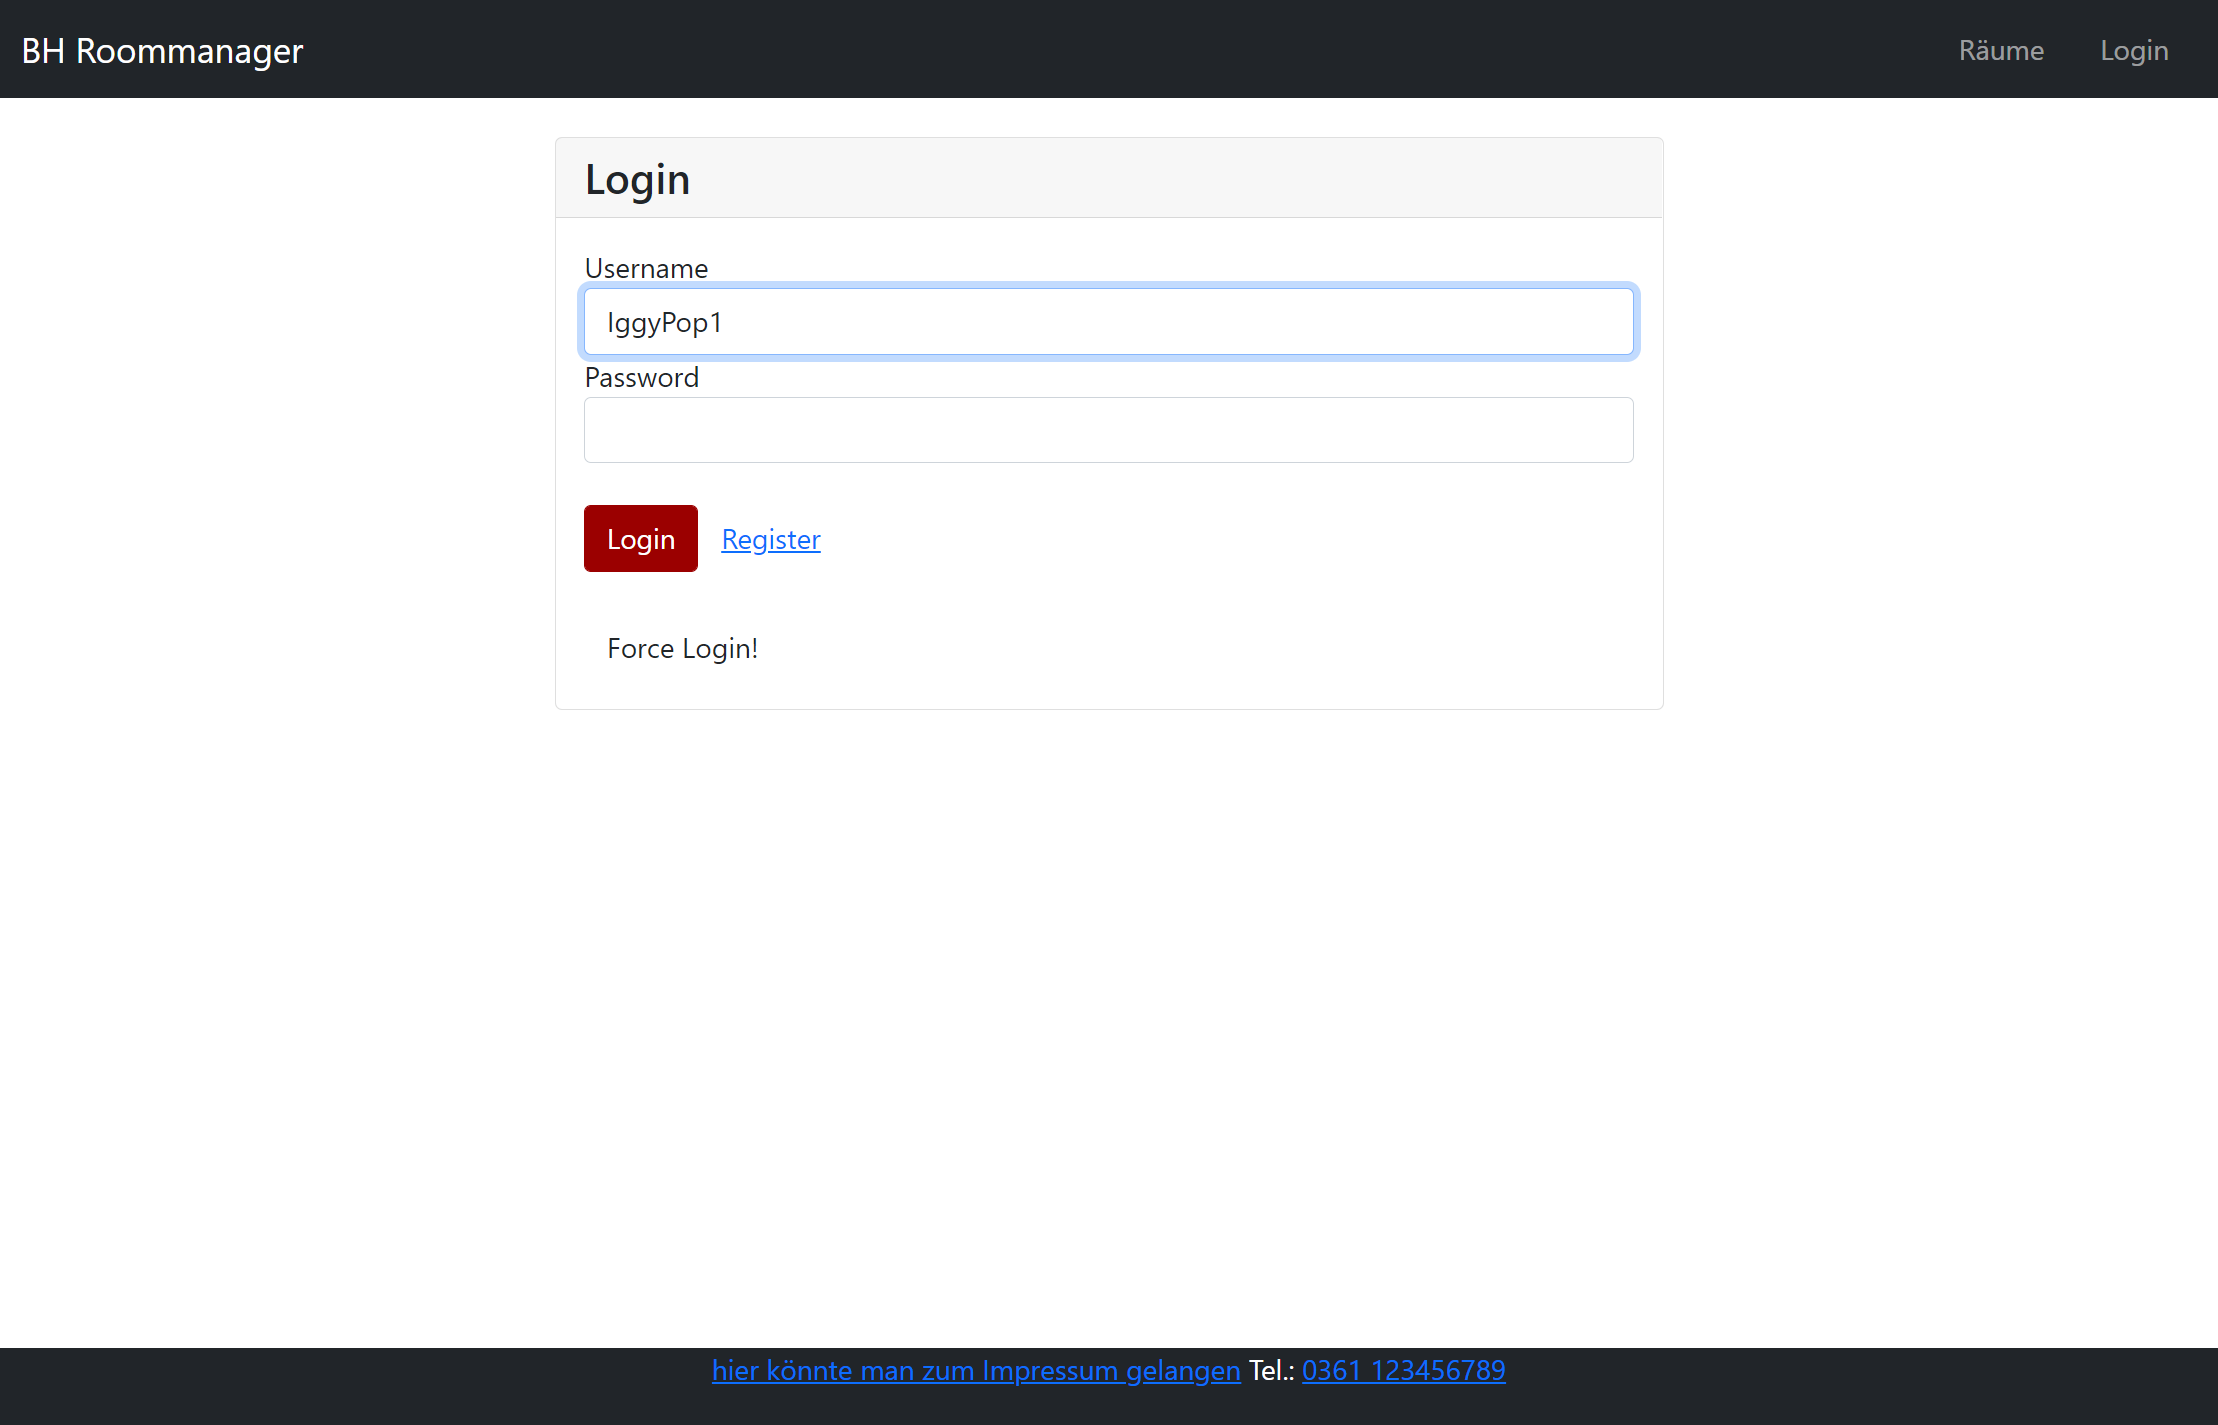 BH Roommanager Räume Login
Login
Username
IggyPop1
Password
Login Register
Force Login!
hier könnte man zum Impressum gelangen Tel.: 0361 123456789